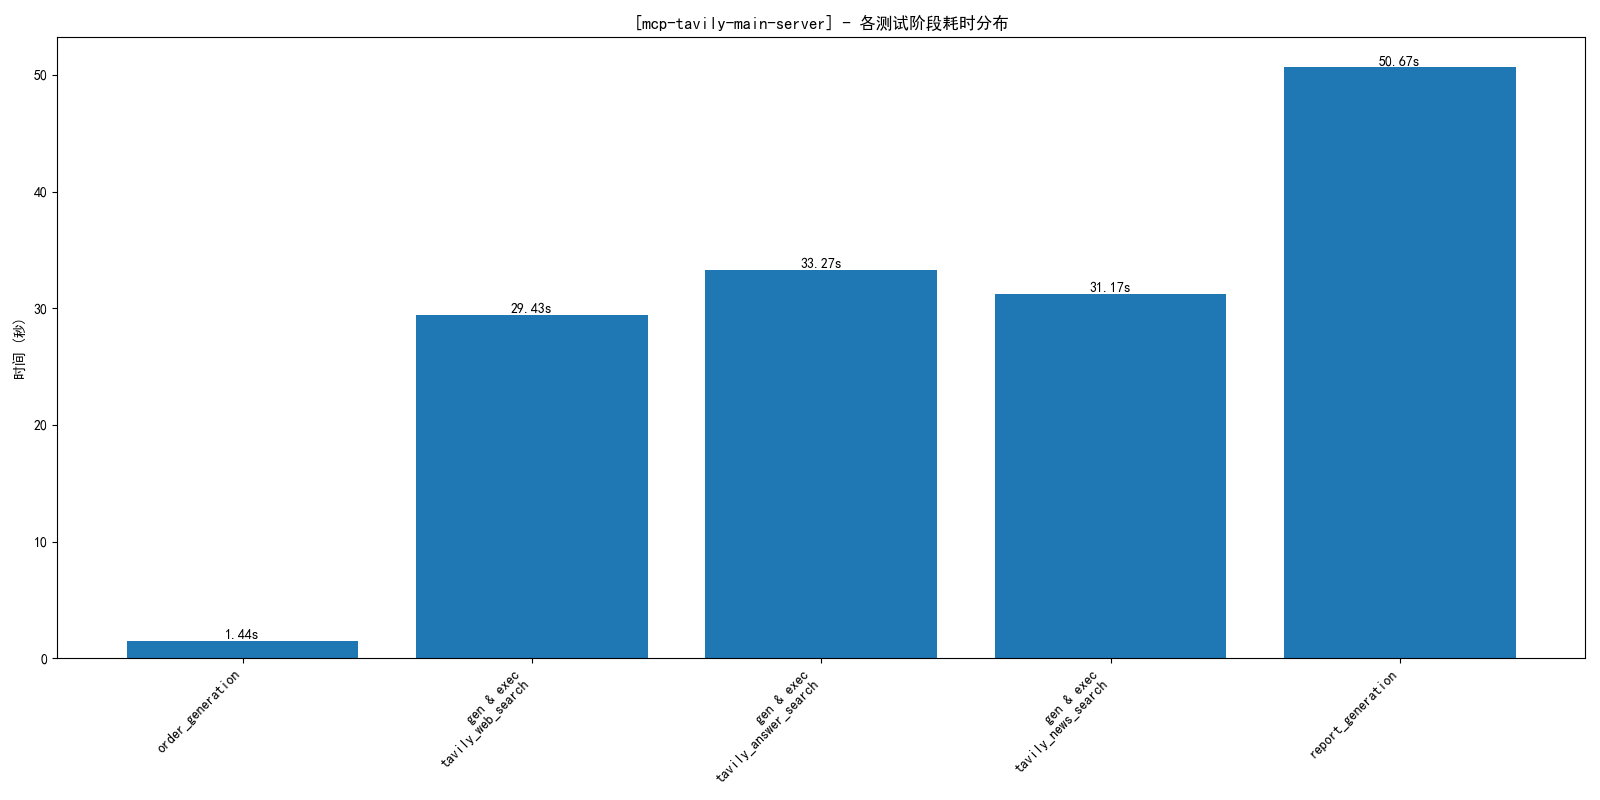 [mcp-tavily-main-server] - 各测试阶段耗时分布
时间 (秒)
50
40
30
20
10
0
1.44s
29.43s
33.27s
31.17s
50.67s
order_generation
gen & exec
tavily_web_search
gen & exec
tavily_answer_search
gen & exec
tavily_news_search
report_generation